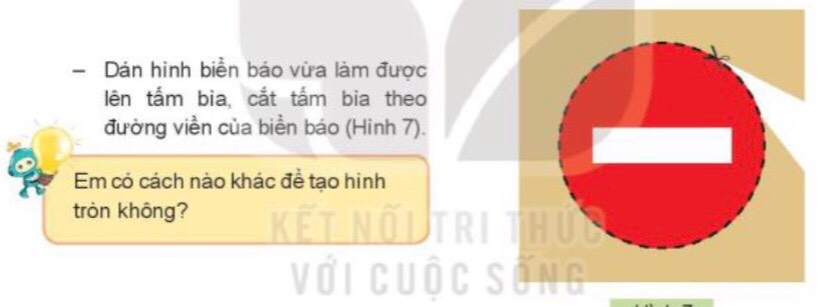 – Dán hình biển báo vừa làm được
lên tấm bìa, cắt tấm bìa theo
đường viền của biển báo (Hình 7).
Em có cách nào khác để tạo hình
tròn không?
KẾT NỐI TRI THỨC
VỚI CUỘC SỐNG